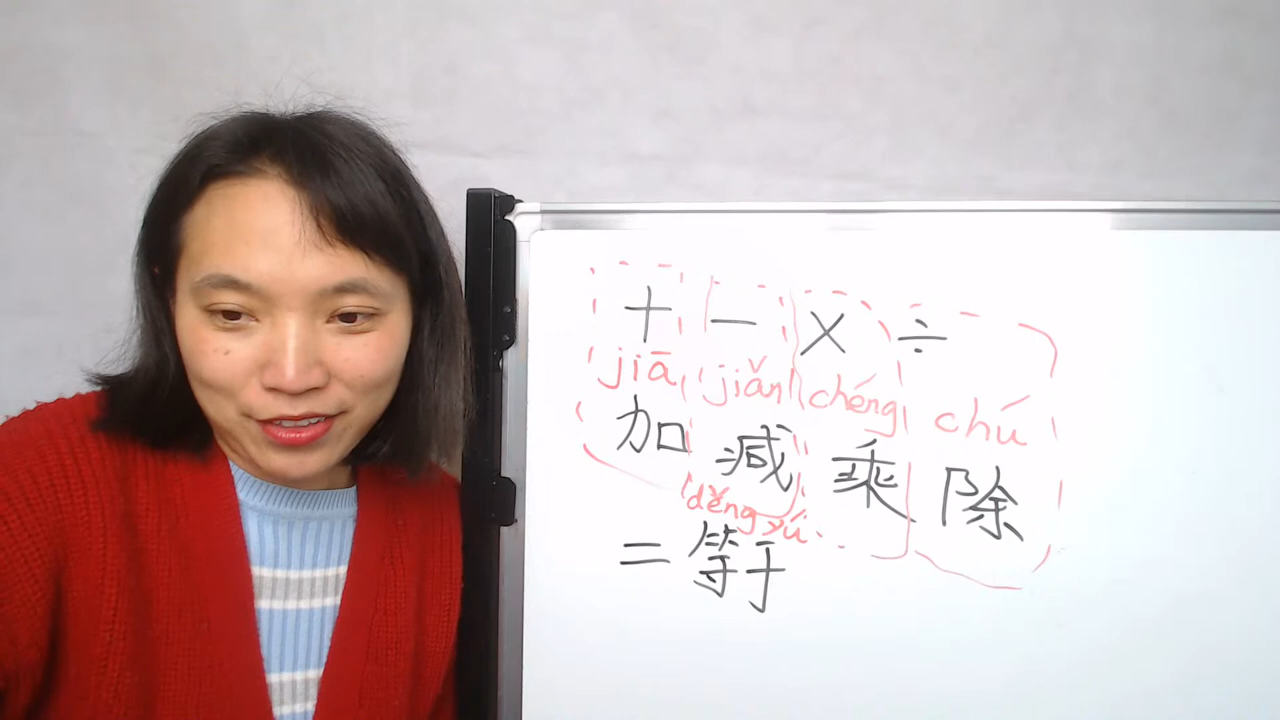 + - × ÷
jiā jiǎn chéng chú
加 减 乘 除
děng yú
= 等于